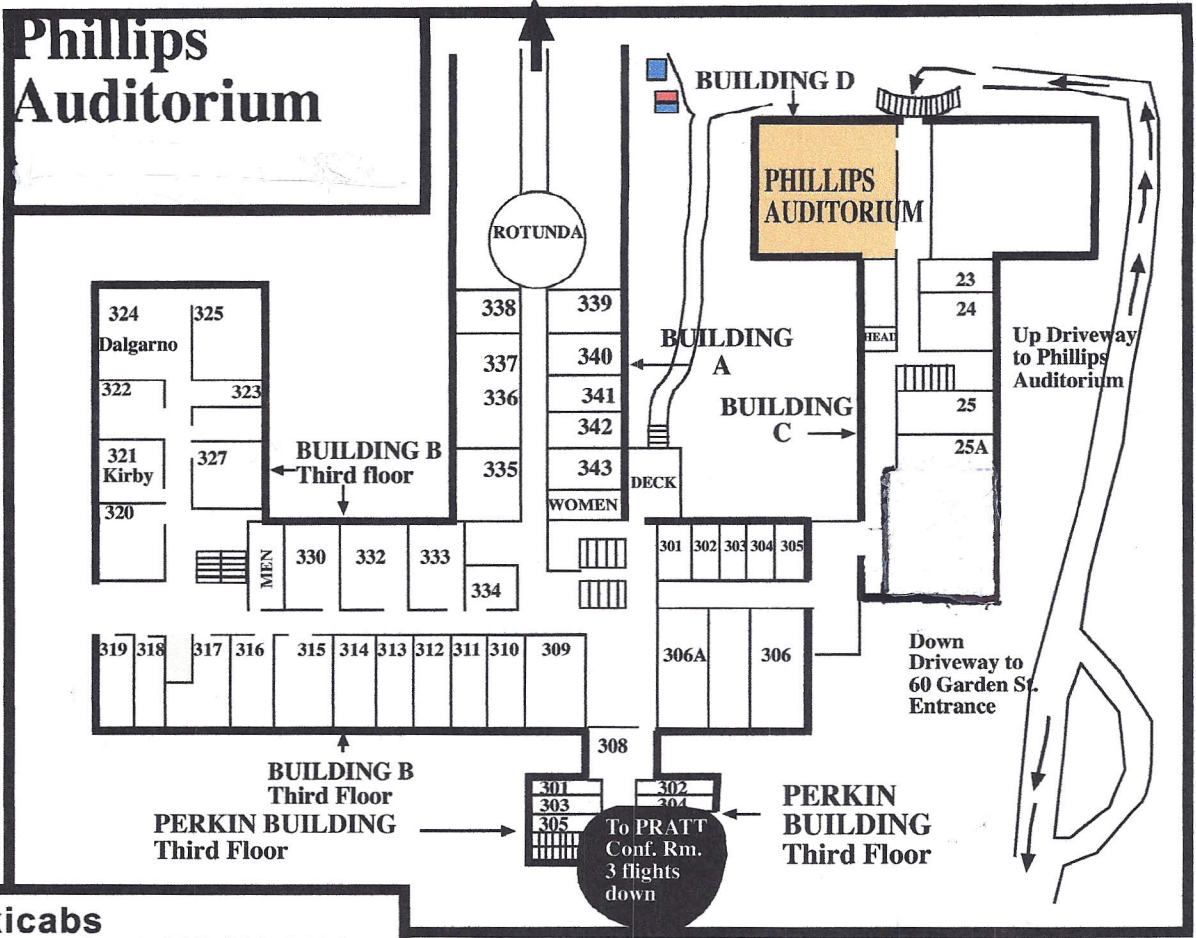 Phillips
Auditorium
BUILDING D
PHILLIPS
AUDITORIUM
ROTUNDA
338
339
337
340
336
341
342
335
343
WOMEN
DECK
BUILDING
A
BUILDING
C
23
24
HEAD
25
25A
Up Driveway
to Phillips
Auditorium
324
Dalgarno
325
322
323
321
Kirby
327
320
BUILDING B
Third floor
MEN
330
332
333
334
301
302
303
304
305
319
318
317
316
315
314
313
312
311
310
309
306A
306
Down
Driveway to
60 Garden St.
Entrance
308
BUILDING B
Third Floor
PERKIN BUILDING
Third Floor
301
303
305
302
304
To PRATT
Conf. Rm.
3 flights
down
PERKIN
BUILDING
Third Floor
icabs